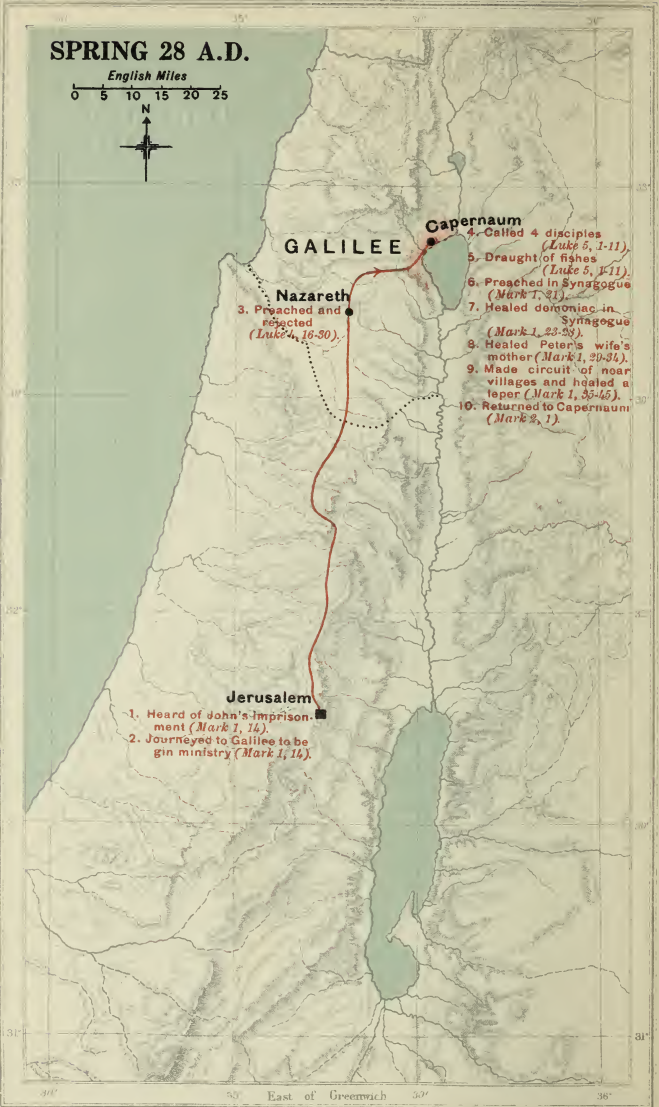 SPRING 28 A.D.
English Miles
0 5 10 15 20 25
N
Capernaum
4. Called 4 disciples
(Luke 5, 1-11).
5. Draught of fishes
(Luke 5, 1-11).
6. Preached in Synagogue
(Mark 1, 21).
7. Healed demoniac in
Synagogue
(Mark 1, 23-28).
8. Healed Peter's wife's
mother (Mark 1, 29-34).
9. Made circuit of near
villages and healed a
leper (Mark 1, 35-45).
10. Returned to Capernaum
(Mark 2, 1).
GALILEE
Nazareth
3. Preached and
rejected
(Luke 4, 16-30).
Jerusalem
1. Heard of John's Imprison-
ment (Mark 1, 14).
2. Journeyed to Galilee to be
gin ministry (Mark 1, 14).
31°
31°
East of Greenwich
36°